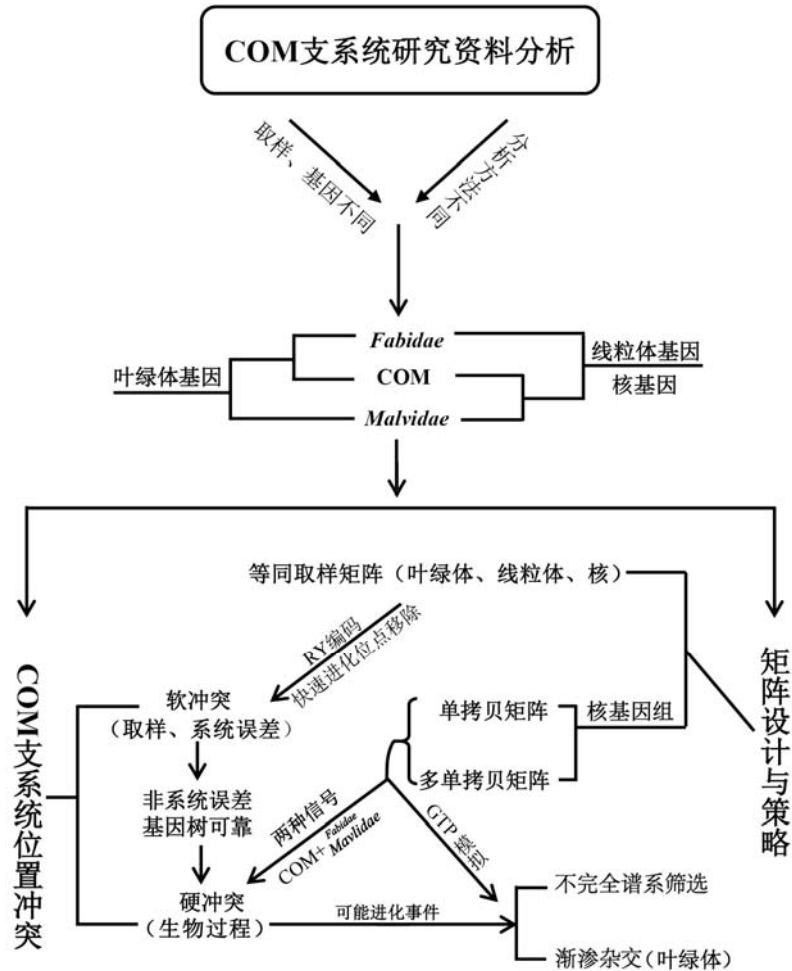 COM支系统研究资料分析
取样、基因不同
分析方法不同
Fabidae
叶绿体基因
COM
线粒体基因
核基因
Malvidae
等同取样矩阵（叶绿体、线粒体、核）
RY编码
快速进化位点移除
COM支系统位置冲突
矩阵设计与策略
软冲突
（取样、系统误差）
单拷贝矩阵
核基因组
多单拷贝矩阵
非系统误差
基因树可靠
两种信号
COM+ Fabidae
Mavlidae
GTP模拟
硬冲突
（生物过程）
可能进化事件
不完全谱系筛选
渐渗杂交（叶绿体）